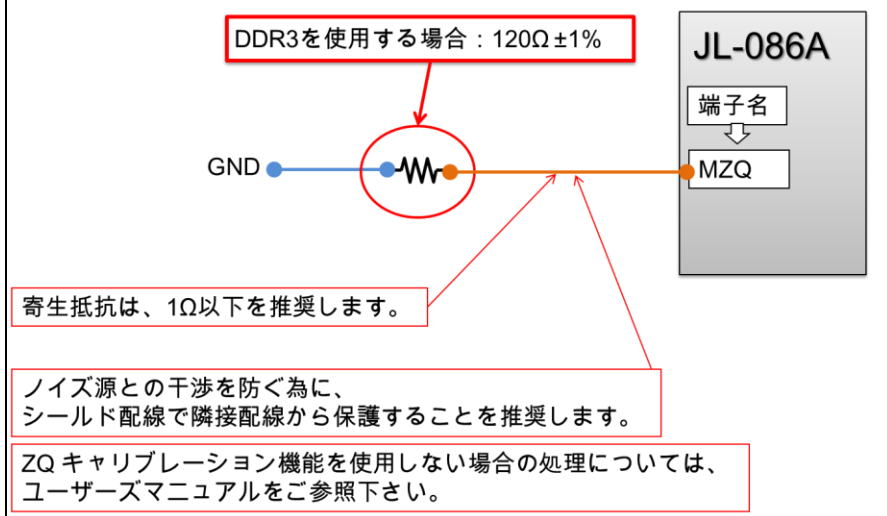 DDR3を使用する場合：120Ω±1%
JL-086A
端子名
GND
MZQ
寄生抵抗は、1Ω以下を推奨します。
ノイズ源との干渉を防ぐ為に、
シールド配線で隣接配線から保護することを推奨します。
ZQ キャリブレーション機能を使用しない場合の処理については、
ユーザーズマニュアルをご参照下さい。